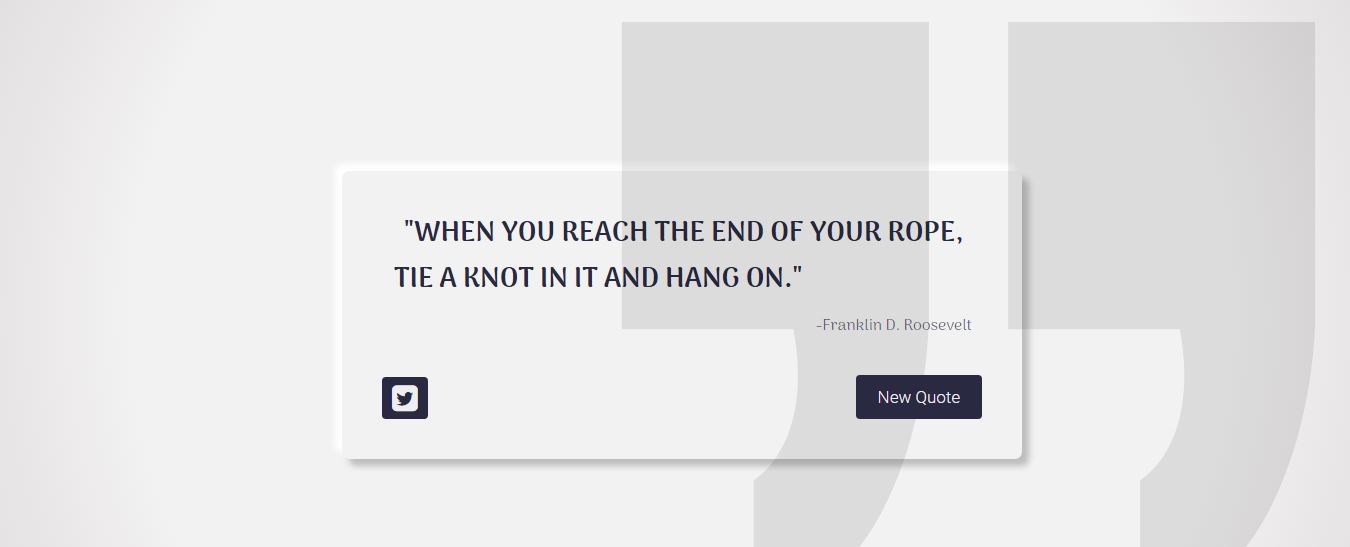 "WHEN YOU REACH THE END OF YOUR ROPE,
TIE A KNOT IN IT AND HANG ON."
-Franklin D. Roosevelt
New Quote